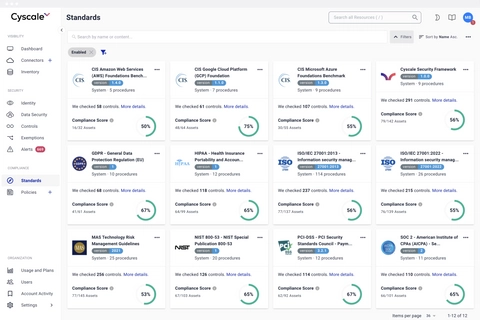 Cyscale
VISIBILITY
Dashboard
Connectors
Inventory
SECURITY
Identity
Data Security
Controls
Exemptions
Alerts
COMPLIANCE
Standards
Policies
ORGANIZATION
Usage and Plans
Users
Account Activity
Settings
Standards
Search all Resources ( / )
Search by name or content...
Filters
Sort by Name Asc.
Enabled
CIS Amazon Web Services
(AWS) Foundations Bench...
System · 8 procedures
We checked 98 controls. More details
Compliance Score
16/32 Assets
50%
CIS Google Cloud Platform
(GCP) Foundation
System · 7 procedures
We checked 61 controls. More details
Compliance Score
48/64 Assets
75%
CIS Microsoft Azure
Foundations Benchmark
System · 9 procedures
We checked 107 controls. More details
Compliance Score
30/55 Assets
55%
Cyscale Security Framework
System · 9 procedures
We checked 291 controls. More details
Compliance Score
79/142 Assets
56%
GDPR - General Data
Protection Regulation (EU)
System · 10 procedures
We checked 58 controls. More details
Compliance Score
41/61 Assets
67%
HIPAA - Health Insurance
Portability and Accoun...
System · 12 procedures
We checked 118 controls. More details
Compliance Score
64/99 Assets
65%
ISO/IEC 27001:2013 -
Information security manag...
System · 114 procedures
We checked 237 controls. More details
Compliance Score
77/137 Assets
56%
ISO/IEC 27001:2022 -
Information security manag...
System · 26 procedures
We checked 215 controls. More details
Compliance Score
55%
MAS Technology Risk
Management Guidelines
2021
System · 25 procedures
We checked 256 controls. More details
Compliance Score
77/145 Assets
53%
NIST
NIST 800-53 - NIST Special
Publication 800-53
System · 20 procedures
We checked 126 controls. More details
Compliance Score
67/103 Assets
65%
PCI-DSS - PCI Security
Standards Council - Paym...
System · 13 procedures
We checked 114 controls. More details
Compliance Score
62/92 Assets
67%
SOC 2 - American Institute of
CPAs (AICPA) - Se...
System · 11 procedures
We checked 110 controls. More details
Compliance Score
65%
Items per page 16
1-12 of 12